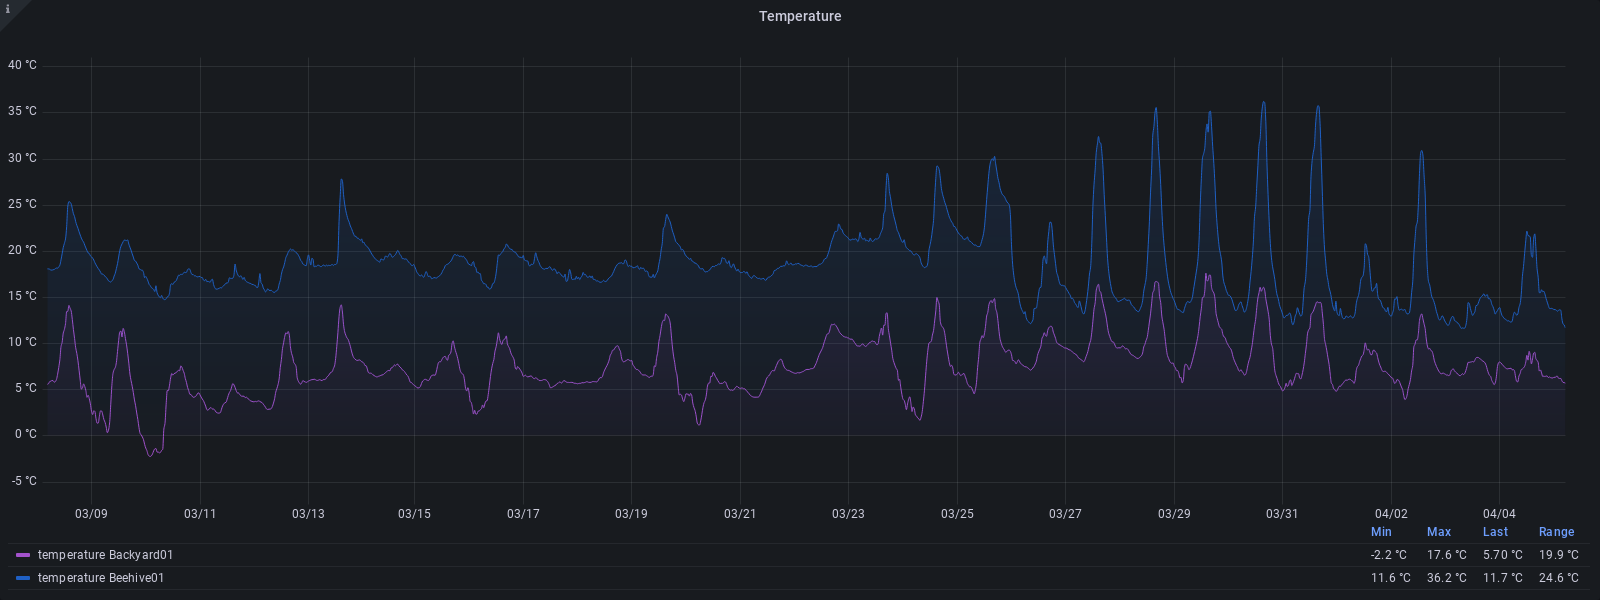 i
Temperature
40 °C
35 °C
30 °C
25 °C
20 °C
15 °C
10 °C
5 °C
0 °C
-5 °C
03/09 03/11 03/13 03/15 03/17 03/19 03/21 03/23 03/25 03/27 03/29 03/31 04/02 04/04
Min Max Last Range
temperature Backyard01 -2.2 °C 17.6 °C 5.70 °C 19.9 °C
temperature Beehive01 11.6 °C 36.2 °C 11.7 °C 24.6 °C